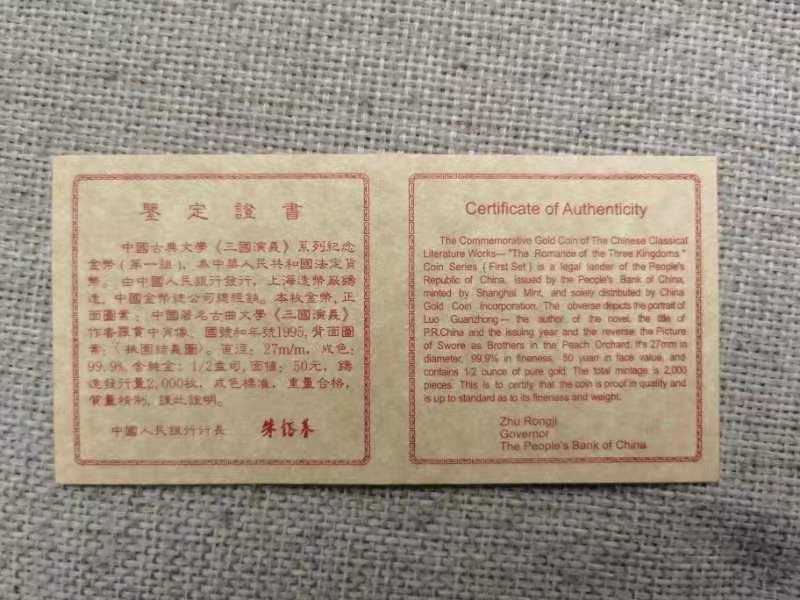 鑒定證書
中國古典文學《三國演義》系列紀念
金幣(第一組),為中華人民共和國法定貨
幣。由中國人民銀行發行,上海造幣廠鑄
造,中國金幣總公司總經銷。本枚金幣,正
面圖案:中國著名古曲文學《三國演義》
作者羅貫中肖像、國號和年號1995,背面圖
案:〈桃園結義圖〉。直徑:27m/m,成色:
99.9%,含純金:1/2盎司,面值:50元,鑄
造發行量2,000枚,成色標準,重量合格,
質量精制,謹此證明。
中國人民銀行行長 朱鎔基
Certificate of Authenticity
The Commemorative Gold Coin of The Chinese Classical
Literature Works— "The Romance of the Three Kingdoms "
Coin Series ( First Set ) is a legal lander of the People's
Republic of China, issued by the People's Bank of China,
mented by Shanghai Mint, and solely distributed by China
Gold Coin Incorporation. The obverse depicts the portrait of
Luo Guanzhong— the author of the novel, the title of
P.R.China and the issuing year and the reverse the Picture
of Swore as Brothers in the Peach Orchard. It's 27mm in
diameter, 99.9% in fineness, 50 yuan in face value, and
contains 1/2 ounce of pure gold. The total mintage is 2,000
pieces. This is to certify that the coin is proof in quality and
is up to standard as to its fineness and weight.
Zhu Rongji
Governor
The People's Bank of China